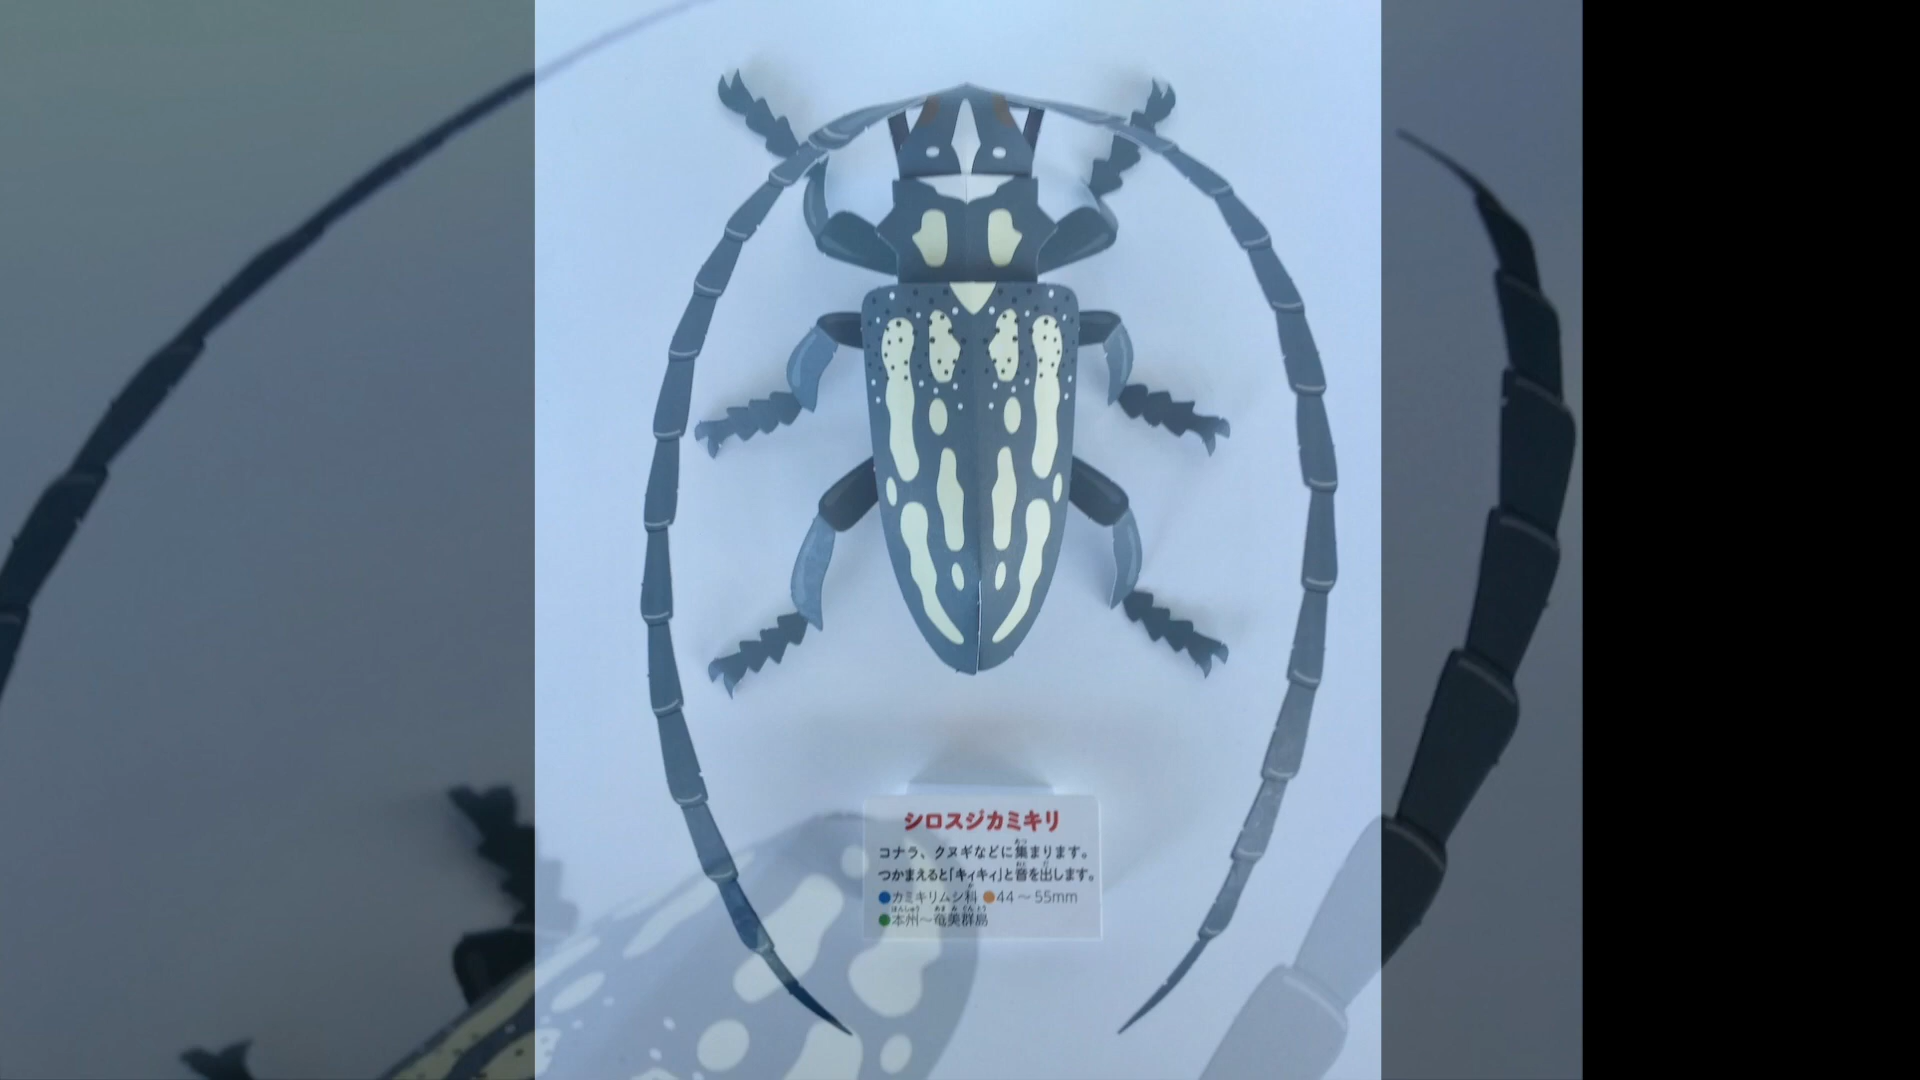 シロスジカミキリ
コナラ、クヌギなどに集まります。
つかまえると「キィキィ」と音を出します。
●カミキリムシ科 ●44～55mm
●本州～奄美群島